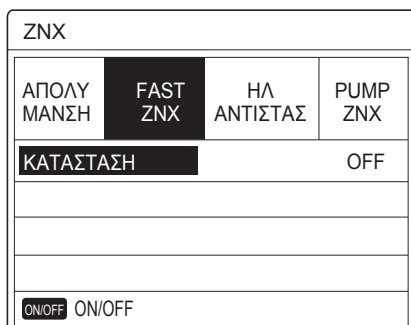 ZNX
ΑΠΟΛΥ
ΜΑΝΣΗ
FAST
ZNX
ΗΛ
ΑΝΤΙΣΤΑΣ
PUMP
ZNX
ΚΑΤΑΣΤΑΣΗ OFF
ON/OFF ON/OFF